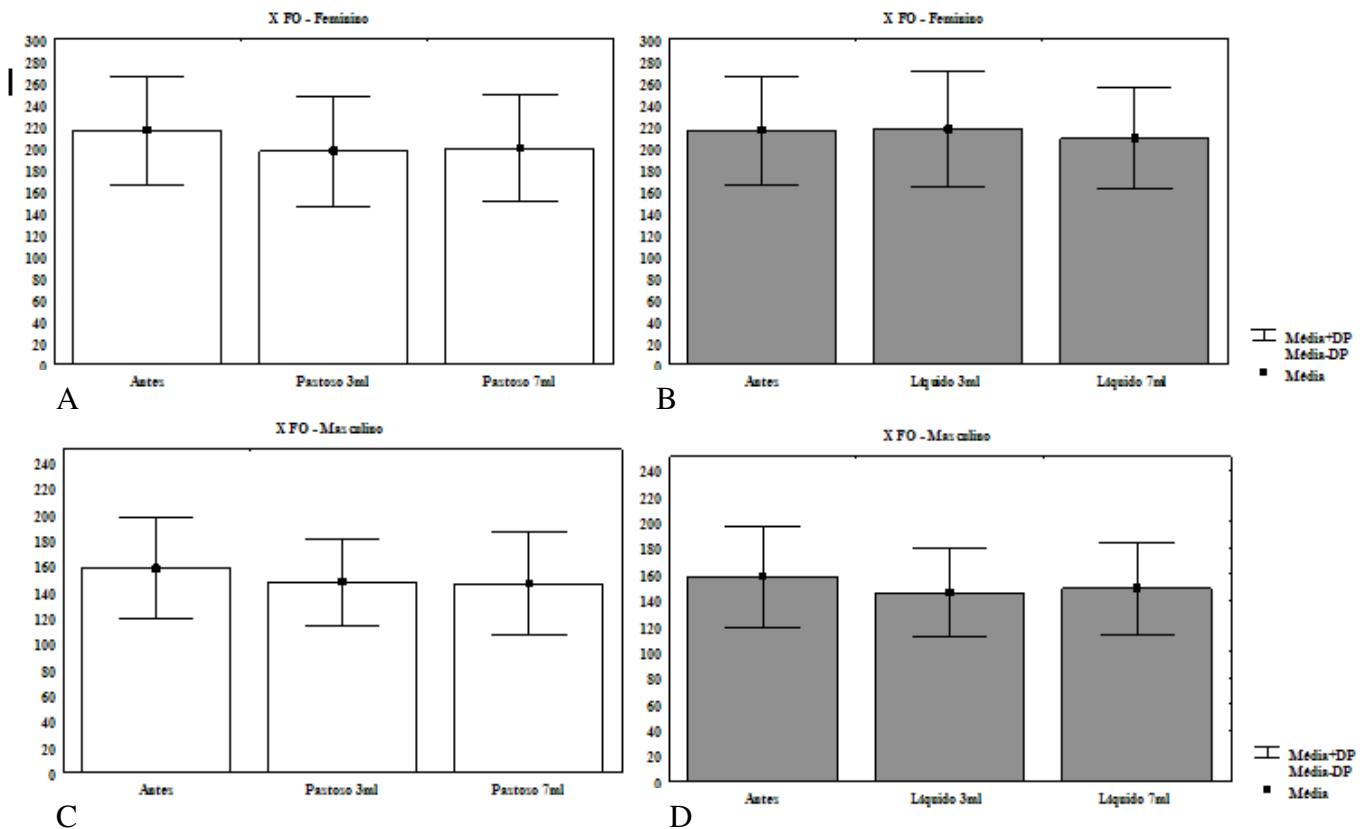 X FO - Feminino
300
280
260
240
220
200
180
160
140
120
100
80
60
40
20
0
Antes
Pastoso 3ml
Pastoso 7ml
A
X FO - Feminino
300
280
260
240
220
200
180
160
140
120
100
80
60
40
20
0
Antes
Líquido 3ml
Líquido 7ml
B
Média+DP
Média-DP
Média
X FO - Masculino
240
220
200
180
160
140
120
100
80
60
40
20
0
Antes
Pastoso 3ml
Pastoso 7ml
C
X FO - Masculino
240
220
200
180
160
140
120
100
80
60
40
20
0
Antes
Líquido 3ml
Líquido 7ml
D
Média+DP
Média-DP
Média